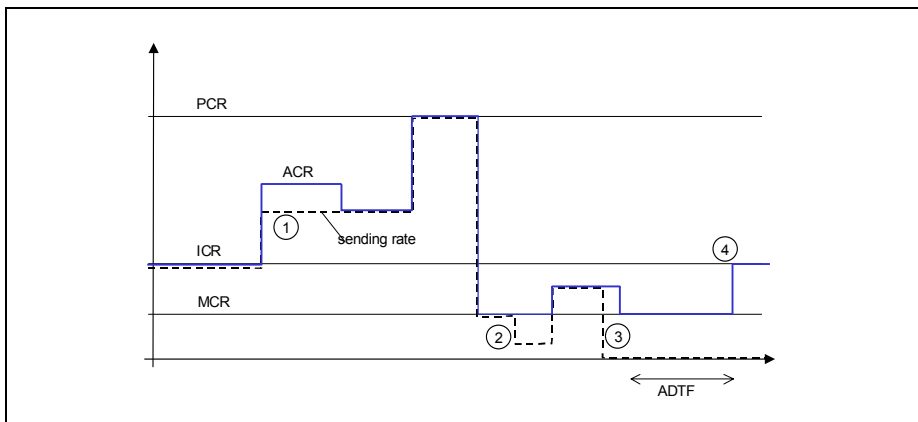 PCR
ACR
1
sending rate
ICR
4
MCR
2
3
ADTF